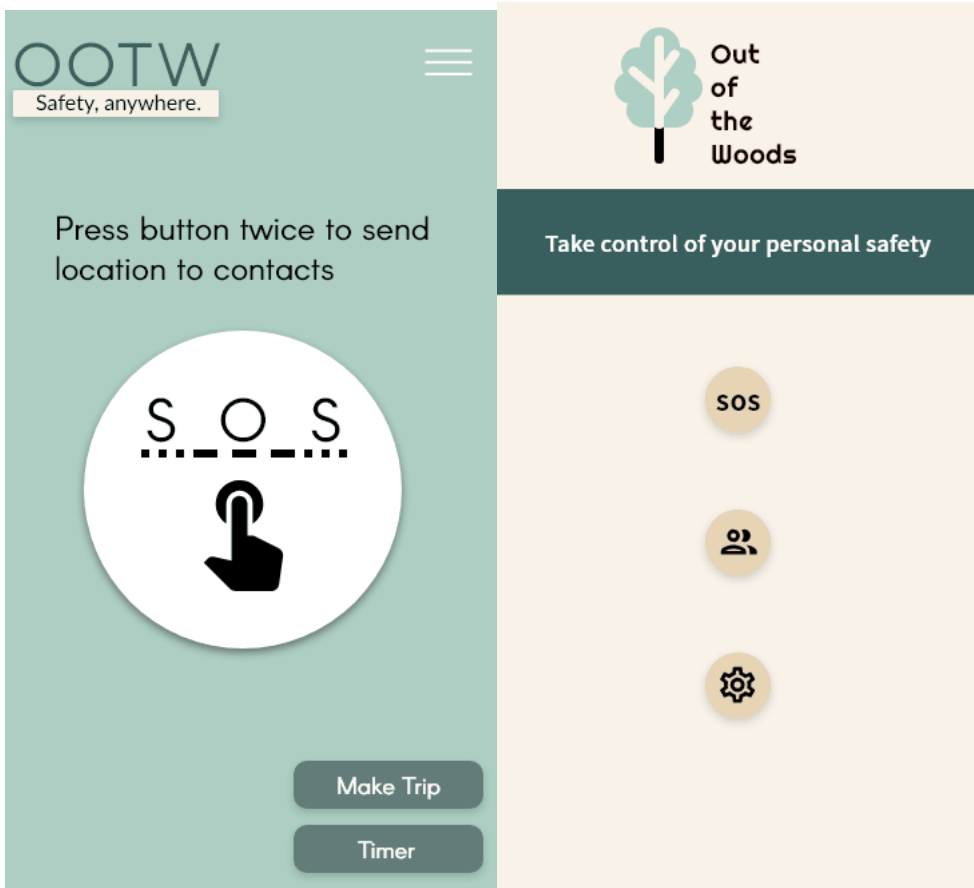 OOTW
Safety, anywhere.
Press button twice to send
location to contacts
S O S
Make Trip
Timer
Out
of
the
Woods
Take control of your personal safety
SOS